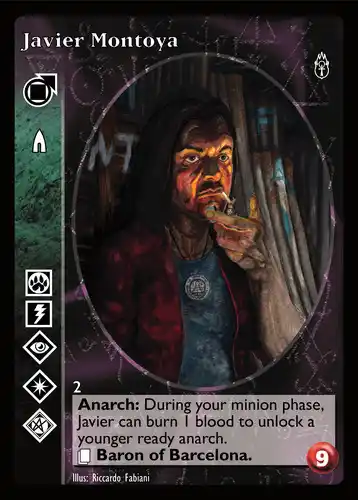 Javier Montoya
2
Anarch: During your minion phase,
Javier can burn 1 blood to unlock a
younger ready anarch.
Baron of Barcelona.
9
Illus: Riccardo Fabiani